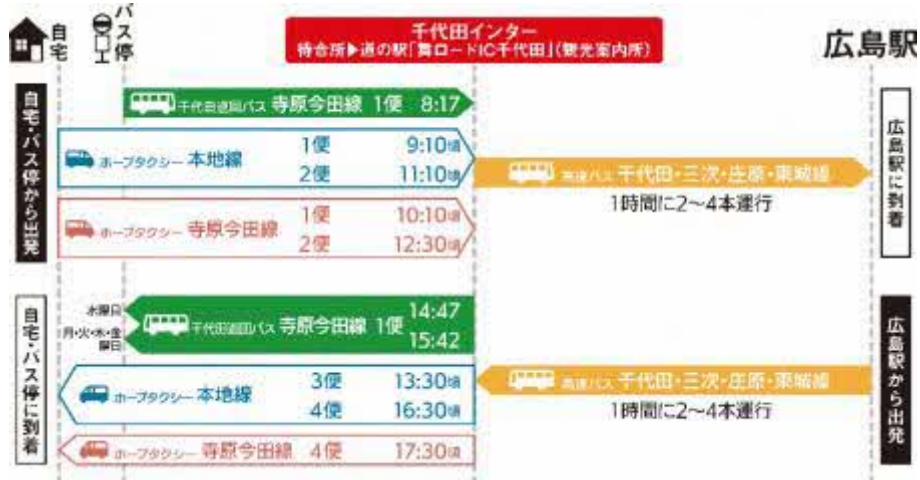 自宅
バス停
千代田インター
待合所▶道の駅「舞ロードIC千代田」(観光案内所)
広島駅
自宅・バス停から出発
千代田巡回バス 寺原今田線 1便 8:17
ホープタクシー 本地線
1便 9:10頃
2便 11:10頃
ホープタクシー 寺原今田線
1便 10:10頃
2便 12:30頃
高速バス 千代田・三次・庄原・東城線
1時間に2〜4本運行
広島駅に到着
自宅・バス停に到着
水曜日
月・火・木・金
曜日
千代田巡回バス 寺原今田線 1便
14:47
15:42
ホープタクシー 本地線
3便 13:30頃
4便 16:30頃
ホープタクシー 寺原今田線 4便 17:30頃
高速バス 千代田・三次・庄原・東城線
1時間に2〜4本運行
広島駅から出発